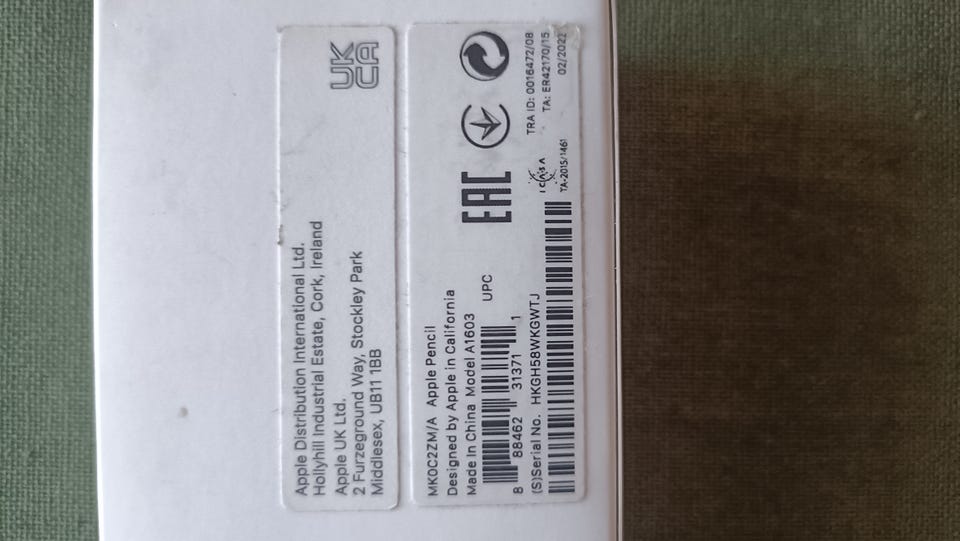 Apple Distribution International Ltd.
Hollyhill Industrial Estate, Cork, Ireland
Apple UK Ltd.
2 Furzeground Way, Stockley Park
Middlesex, UB11 1BB
UK
CA
MK0C2ZM/A Apple Pencil
Designed by Apple in California
Made in China Model A1603
UPC
8 88462 31371 1
(S)Serial No. HKGH58WKGWTJ
EAC
ICASA
TA-2015/1461
TRA ID: 0016472/08
TA: ER42170/15
02/2022